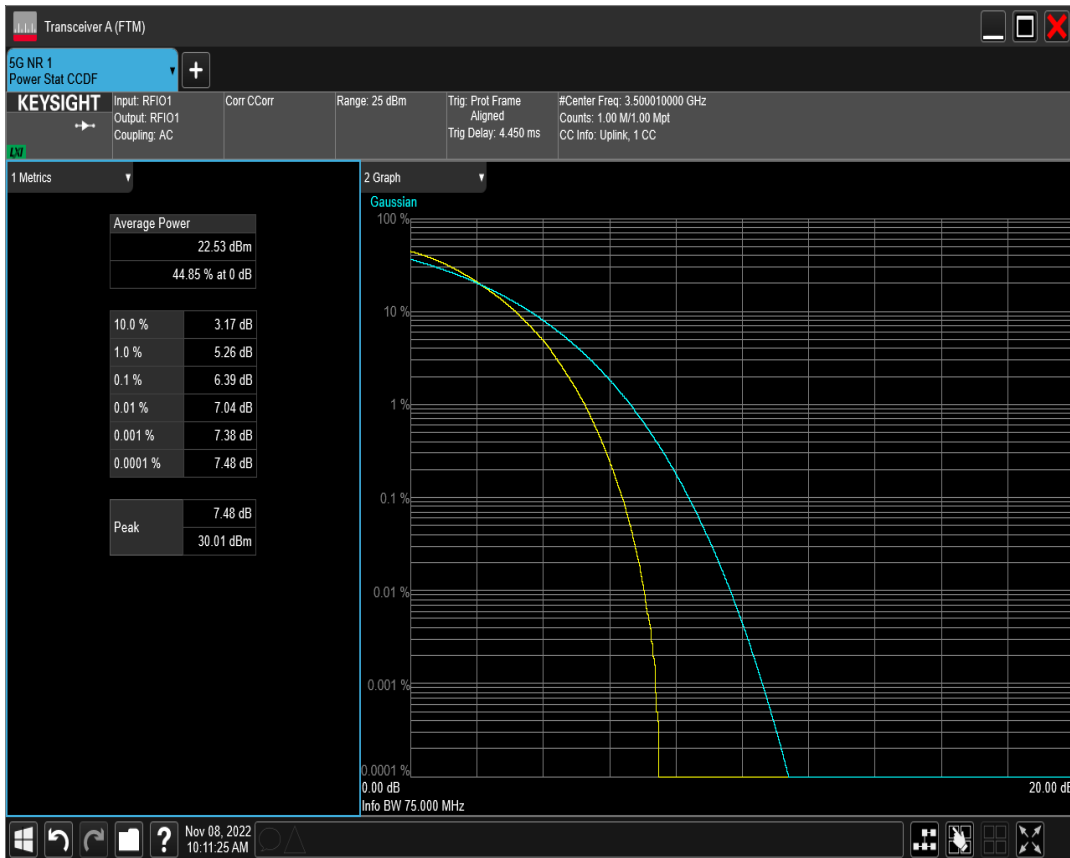 Transceiver A (FTM)
5G NR 1
Power Stat CCDF
+
KEYSIGHT
LXI
Input: RFIO1
Output: RFIO1
Coupling: AC
Corr CCorr
Range: 25 dBm
Trig: Prot Frame
Aligned
Trig Delay: 4.450 ms
#Center Freq: 3.500010000 GHz
Counts: 1.00 M/1.00 Mpt
CC Info: Uplink, 1 CC
1 Metrics
Average Power
22.53 dBm
44.85 % at 0 dB
10.0 % 3.17 dB
1.0 % 5.26 dB
0.1 % 6.39 dB
0.01 % 7.04 dB
0.001 % 7.38 dB
0.0001 % 7.48 dB
Peak
7.48 dB
30.01 dBm
2 Graph
Gaussian
100 %
10 %
1 %
0.1 %
0.01 %
0.001 %
0.0001 %
0.00 dB 20.00 dB
Info BW 75.000 MHz
?
Nov 08, 2022
10:11:25 AM